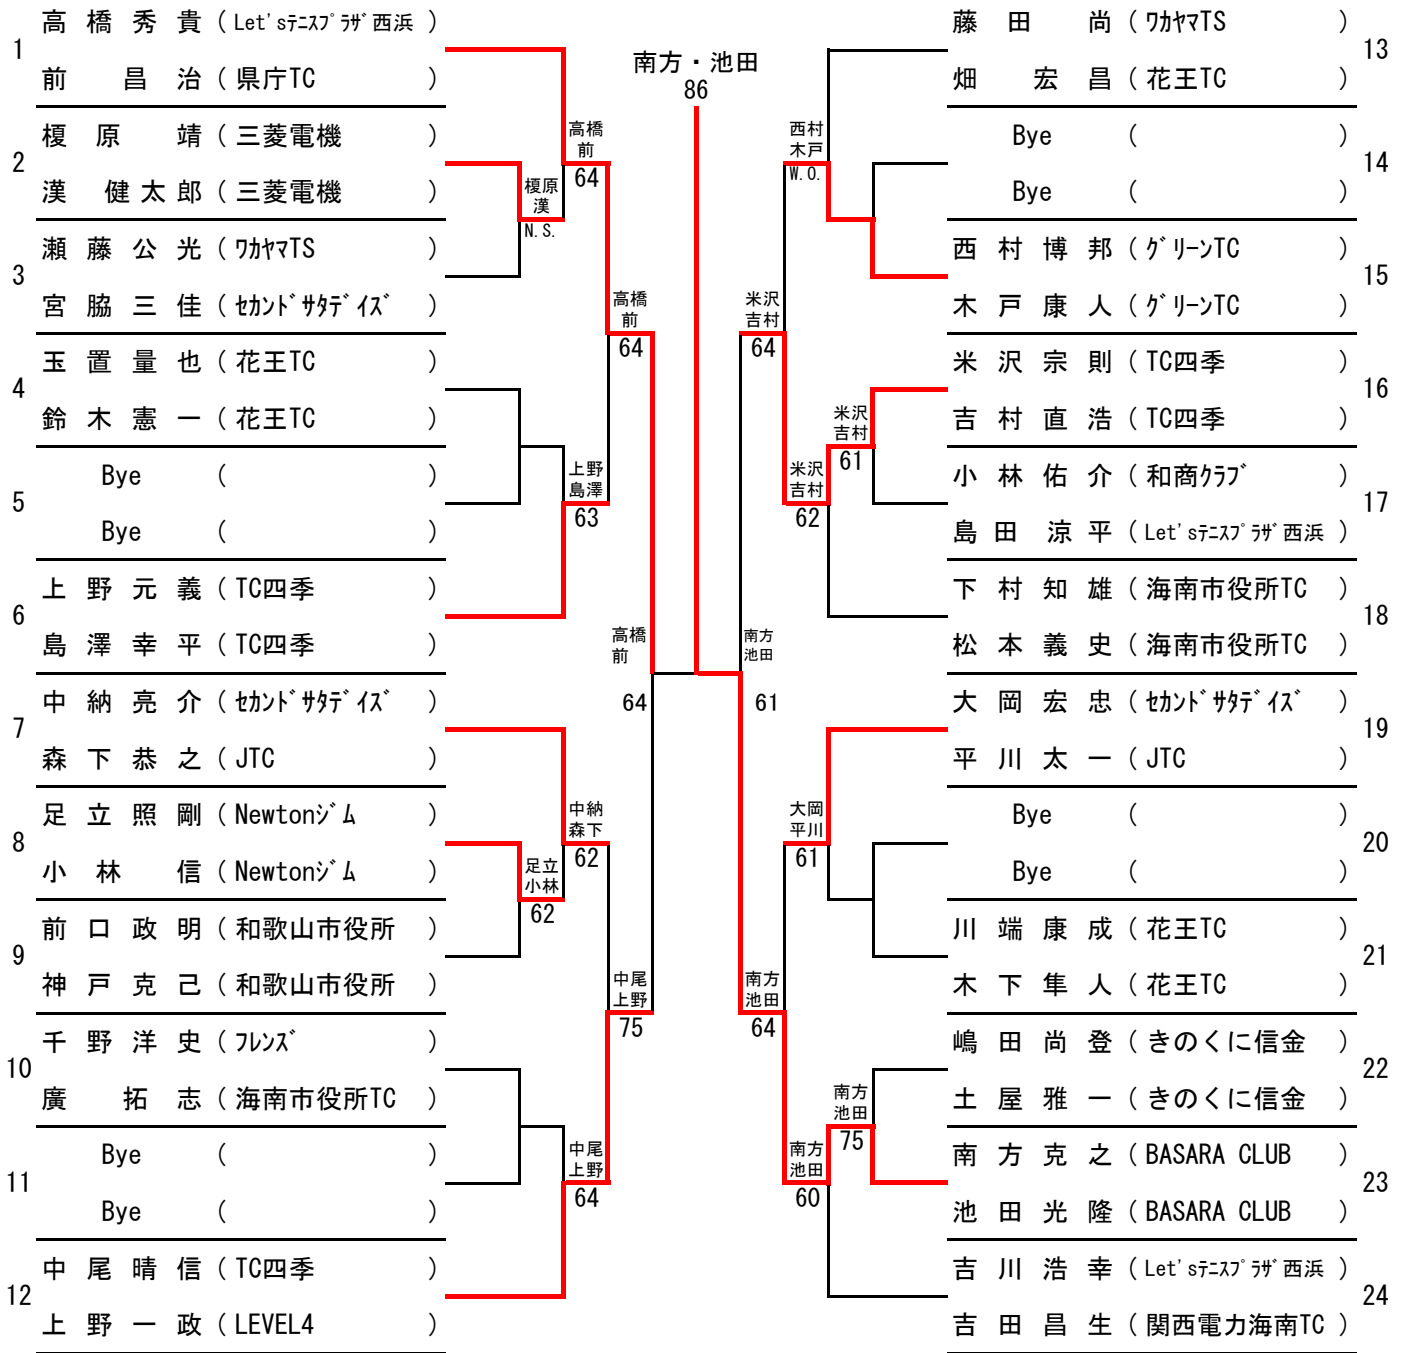 南方・池田
86
1
高橋秀貴 ( Let'sﾃﾆｽﾌﾟﾗｻﾞ西浜 )
前 昌治 ( 県庁TC )
2
榎原 靖 ( 三菱電機 )
漢 健太郎 ( 三菱電機 )
3
瀬藤公光 ( ﾜｶﾔﾏTS )
宮脇三佳 ( ｾｶﾝﾄﾞｻﾀﾃﾞｲｽﾞ )
4
玉置量也 ( 花王TC )
鈴木憲一 ( 花王TC )
5
Bye ( )
Bye ( )
6
上野元義 ( TC四季 )
島澤幸平 ( TC四季 )
7
中納亮介 ( ｾｶﾝﾄﾞｻﾀﾃﾞｲｽﾞ )
森下恭之 ( JTC )
8
足立照剛 ( Newtonｼﾞﾑ )
小林 信 ( Newtonｼﾞﾑ )
9
前口政明 ( 和歌山市役所 )
神戸克己 ( 和歌山市役所 )
10
千野洋史 ( ﾌﾚﾝｽﾞ )
廣 拓志 ( 海南市役所TC )
11
Bye ( )
Bye ( )
12
中尾晴信 ( TC四季 )
上野一政 ( LEVEL4 )
榎原
漢
N.S.
高橋
前
64
上野
島澤
63
高橋
前
64
足立
小林
62
中納
森下
62
中尾
上野
64
中尾
上野
75
高橋
前
64
藤田 尚 ( ﾜｶﾔﾏTS )
畑 宏昌 ( 花王TC )
13
Bye ( )
Bye ( )
14
西村博邦 ( ｸﾞﾘｰﾝTC )
木戸康人 ( ｸﾞﾘｰﾝTC )
15
米沢宗則 ( TC四季 )
吉村直浩 ( TC四季 )
16
小林佑介 ( 和商ｸﾗﾌﾞ )
島田涼平 ( Let'sﾃﾆｽﾌﾟﾗｻﾞ西浜 )
17
下村知雄 ( 海南市役所TC )
松本義史 ( 海南市役所TC )
18
大岡宏忠 ( ｾｶﾝﾄﾞｻﾀﾃﾞｲｽﾞ )
平川太一 ( JTC )
19
Bye ( )
Bye ( )
20
川端康成 ( 花王TC )
木下隼人 ( 花王TC )
21
嶋田尚登 ( きのくに信金 )
土屋雅一 ( きのくに信金 )
22
南方克之 ( BASARA CLUB )
池田光隆 ( BASARA CLUB )
23
吉川浩幸 ( Let'sﾃﾆｽﾌﾟﾗｻﾞ西浜 )
吉田昌生 ( 関西電力海南TC )
24
西村
木戸
W.O.
米沢
吉村
61
米沢
吉村
62
米沢
吉村
64
大岡
平川
61
南方
池田
75
南方
池田
60
南方
池田
64
南方
池田
61